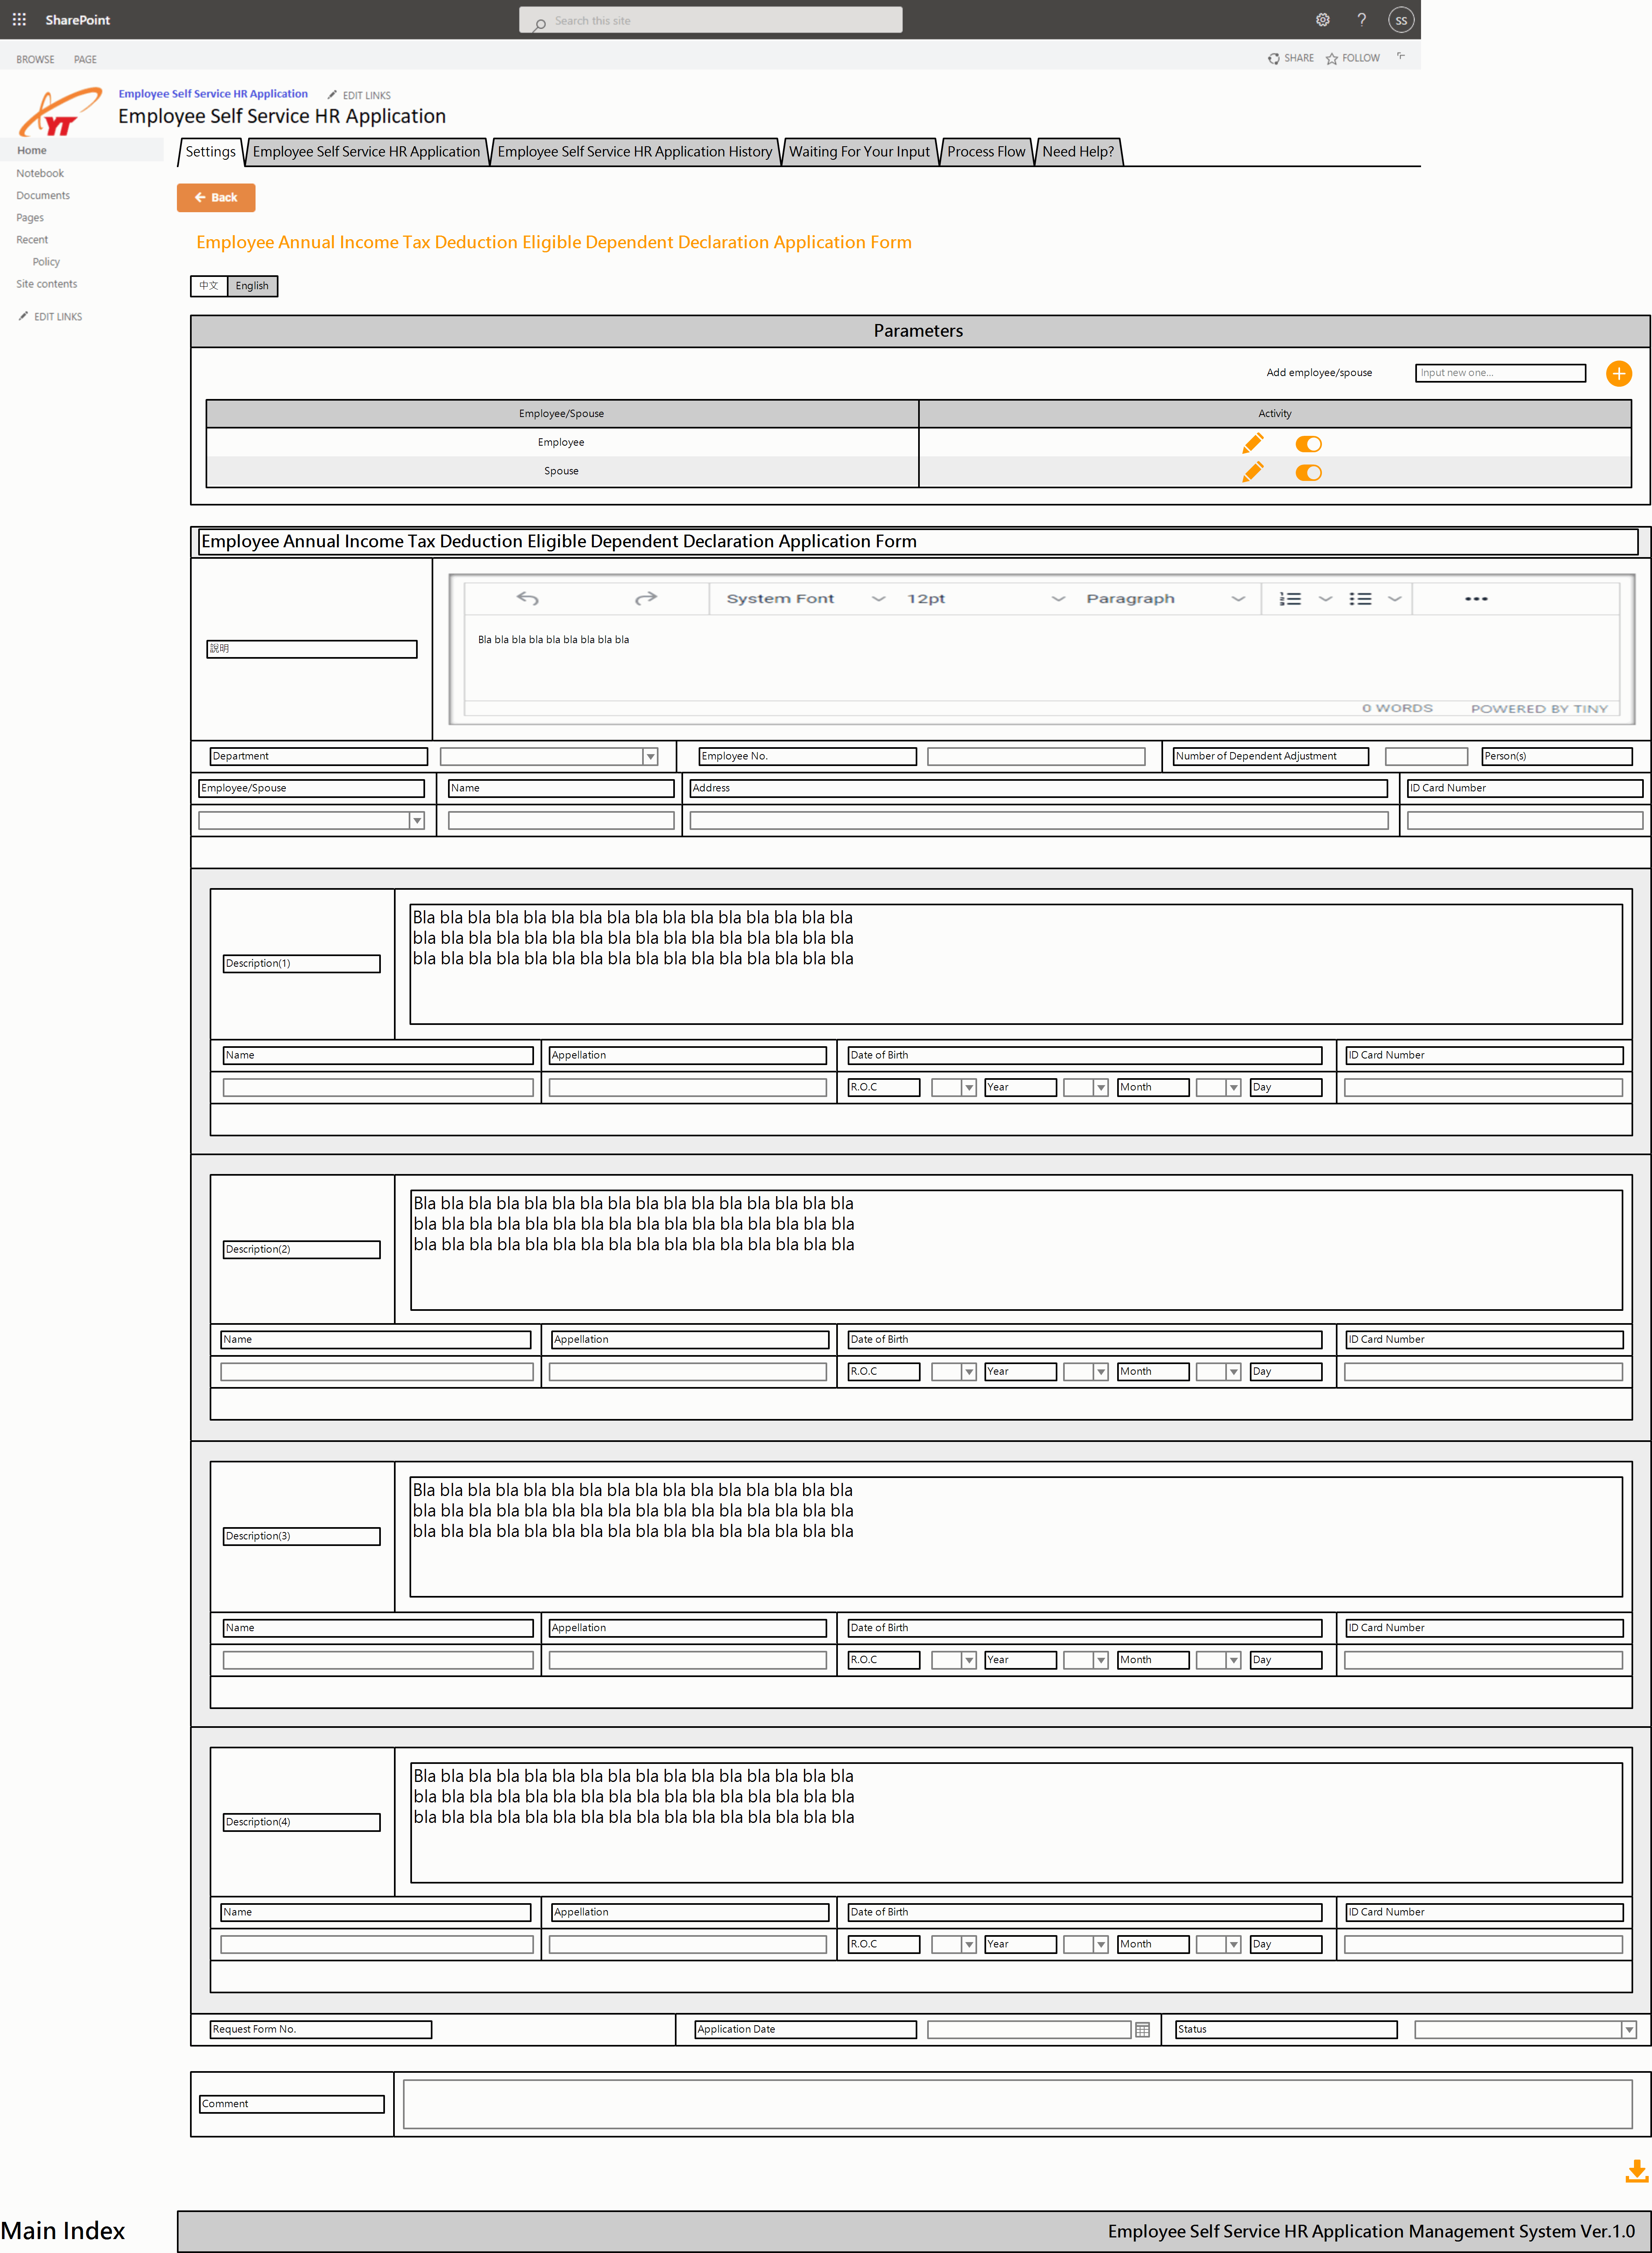 SharePoint
Search this site
? SS
BROWSE PAGE
SHARE FOLLOW
YT
Employee Self Service HR Application EDIT LINKS
Employee Self Service HR Application
Home
Notebook
Documents
Pages
Recent
Policy
Site contents
EDIT LINKS
Settings Employee Self Service HR Application Employee Self Service HR Application History Waiting For Your Input Process Flow Need Help?
Back
Employee Annual Income Tax Deduction Eligible Dependent Declaration Application Form
中文 English
Parameters
Add employee/spouse Input new one...
Employee/Spouse Activity
Employee
Spouse
Employee Annual Income Tax Deduction Eligible Dependent Declaration Application Form
說明
System Font 12pt Paragraph
Bla bla bla bla bla bla bla bla bla
0 WORDS POWERED BY TINY
Department Employee No. Number of Dependent Adjustment Person(s)
Employee/Spouse Name Address ID Card Number
Description(1)
Bla bla bla bla bla bla bla bla bla bla bla bla bla bla bla bla
bla bla bla bla bla bla bla bla bla bla bla bla bla bla bla bla
bla bla bla bla bla bla bla bla bla bla bla bla bla bla bla bla
Name Appellation Date of Birth ID Card Number
R.O.C Year Month Day
Description(2)
Bla bla bla bla bla bla bla bla bla bla bla bla bla bla bla bla
bla bla bla bla bla bla bla bla bla bla bla bla bla bla bla bla
bla bla bla bla bla bla bla bla bla bla bla bla bla bla bla bla
Name Appellation Date of Birth ID Card Number
R.O.C Year Month Day
Description(3)
Bla bla bla bla bla bla bla bla bla bla bla bla bla bla bla bla
bla bla bla bla bla bla bla bla bla bla bla bla bla bla bla bla
bla bla bla bla bla bla bla bla bla bla bla bla bla bla bla bla
Name Appellation Date of Birth ID Card Number
R.O.C Year Month Day
Description(4)
Bla bla bla bla bla bla bla bla bla bla bla bla bla bla bla bla
bla bla bla bla bla bla bla bla bla bla bla bla bla bla bla bla
bla bla bla bla bla bla bla bla bla bla bla bla bla bla bla bla
Name Appellation Date of Birth ID Card Number
R.O.C Year Month Day
Request Form No. Application Date Status
Comment
Main Index
Employee Self Service HR Application Management System Ver.1.0